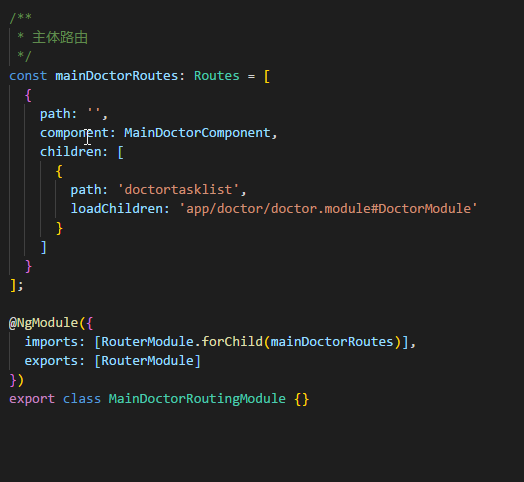 /**
 * 主体路由
 */
const mainDoctorRoutes: Routes = [
  {
    path: '',
    component: MainDoctorComponent,
    children: [
      {
        path: 'doctortasklist',
        loadChildren: 'app/doctor/doctor.module#DoctorModule'
      }
    ]
  }
];

@NgModule({
  imports: [RouterModule.forChild(mainDoctorRoutes)],
  exports: [RouterModule]
})
export class MainDoctorRoutingModule {}